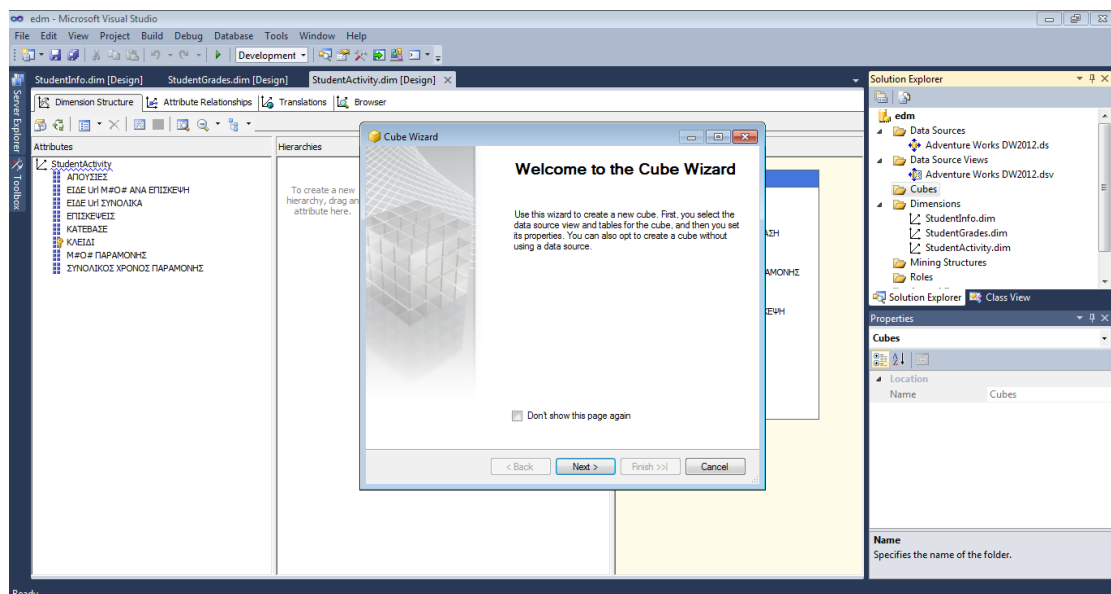 edm - Microsoft Visual Studio
File Edit View Project Build Debug Database Tools Window Help
Development
StudentInfo.dim [Design] StudentGrades.dim [Design] StudentActivity.dim [Design]
Solution Explorer
Server Explorer
Toolbox
Dimension Structure Attribute Relationships Translations Browser
Attributes
StudentActivity
ΑΠΟΥΣΙΕΣ
ΕΙΔΕ Url Μ#Ο# ΑΝΑ ΕΠΙΣΚΕΨΗ
ΕΙΔΕ Url ΣΥΝΟΛΙΚΑ
ΕΠΙΣΚΕΨΕΙΣ
ΚΑΤΕΒΑΣΕ
ΚΛΕΙΔΙ
Μ#Ο# ΠΑΡΑΜΟΝΗΣ
ΣΥΝΟΛΙΚΟΣ ΧΡΟΝΟΣ ΠΑΡΑΜΟΝΗΣ
Hierarchies
To create a new
hierarchy, drag an
attribute here.
Cube Wizard
Welcome to the Cube Wizard
Use this wizard to create a new cube. First, you select the
data source view and tables for the cube, and then you set
its properties. You can also opt to create a cube without
using a data source.
Don't show this page again
< Back Next > Finish >>| Cancel
ΑΜΟΝΗΣ
edm
Data Sources
Adventure Works DW2012.ds
Data Source Views
Adventure Works DW2012.dsv
Cubes
Dimensions
StudentInfo.dim
StudentGrades.dim
StudentActivity.dim
Mining Structures
Roles
Solution Explorer Class View
Properties
Cubes
Location
Name Cubes
Name
Specifies the name of the folder.